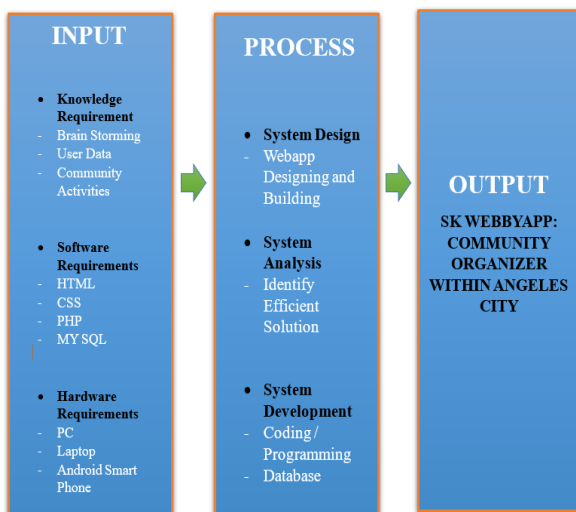 INPUT
• Knowledge
Requirement
- Brain Storming
- User Data
- Community
Activities
• Software
Requirements
- HTML
- CSS
- PHP
- MY SQL
• Hardware
Requirements
- PC
- Laptop
- Android Smart
Phone
PROCESS
• System Design
- Webapp
Designing and
Building
• System
Analysis
- Identify
Efficient
Solution
• System
Development
- Coding /
Programming
- Database
OUTPUT
SK WEBBYAPP:
COMMUNITY
ORGANIZER
WITHIN ANGELES
CITY